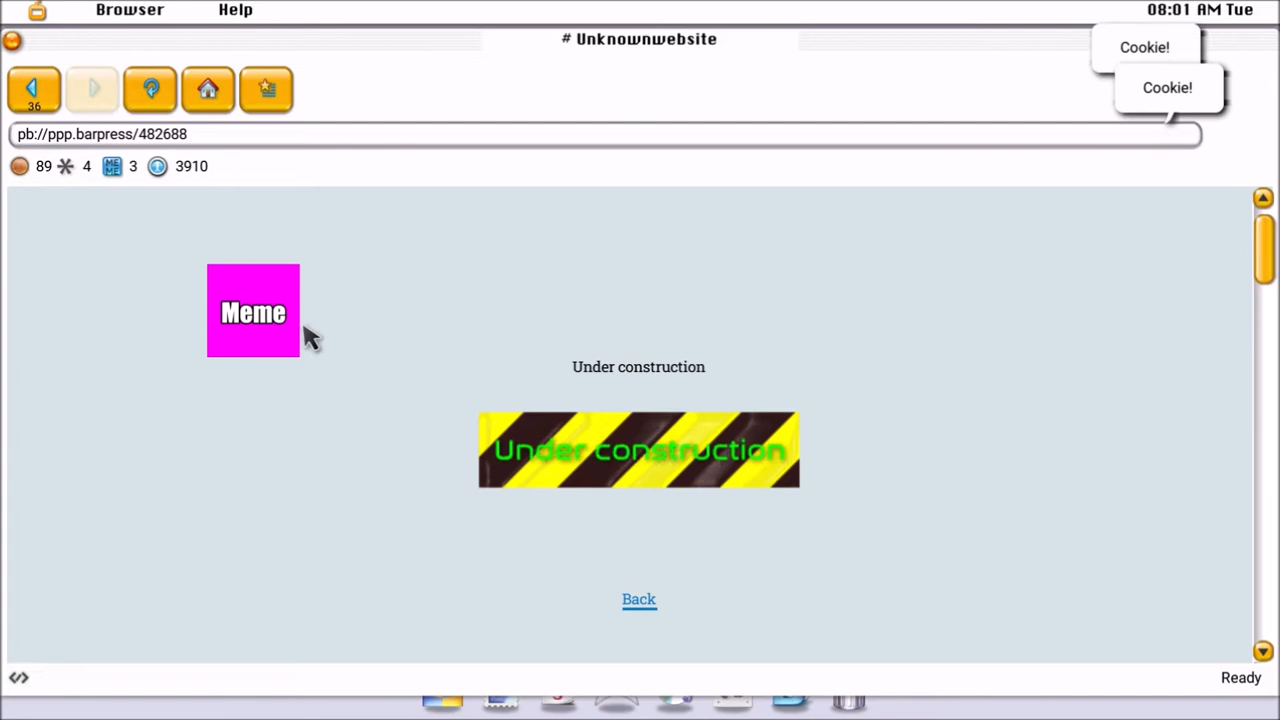 Browser Help 08:01 AM Tue
# Unknownwebsite
Cookie!
Cookie!
36
pb://ppp.barpress/482688
89 4 MEME 3 3910
Meme
Under construction
Under construction
Back
Ready